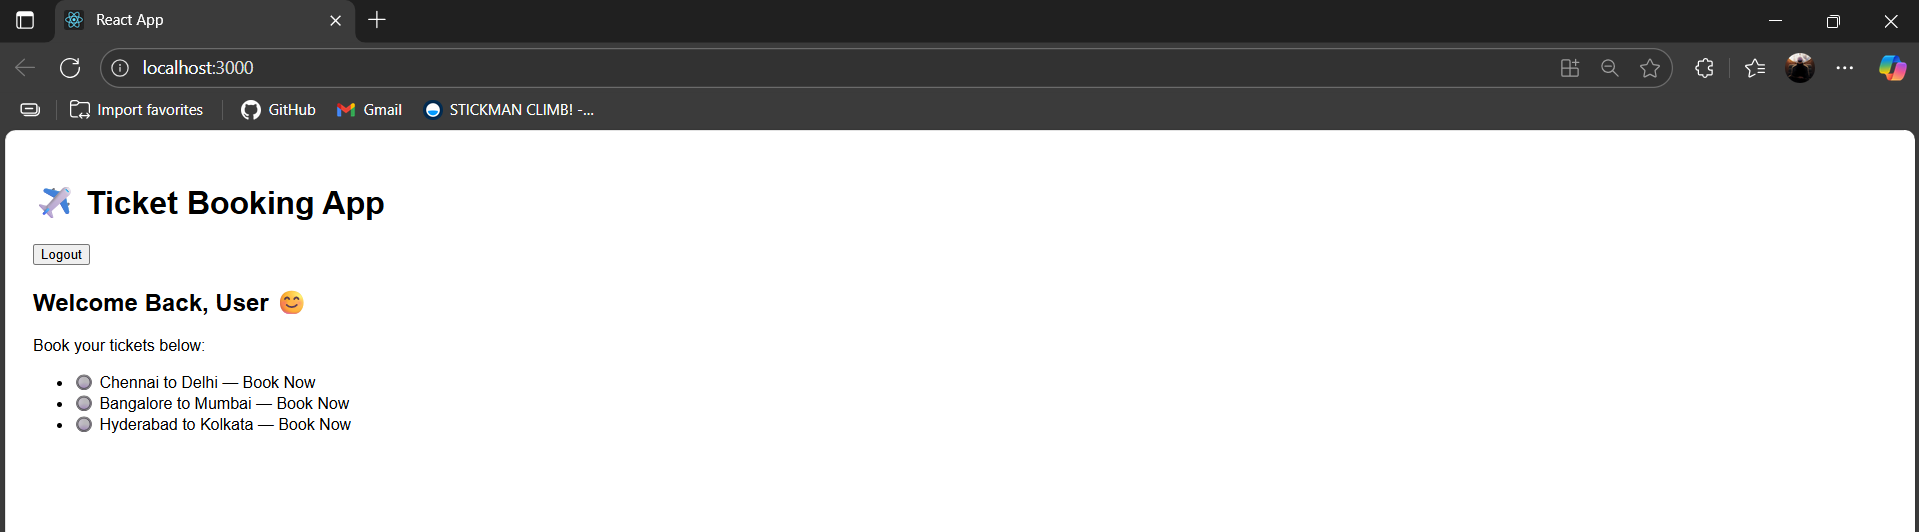 React App
localhost:3000
Import favorites GitHub Gmail STICKMAN CLIMB! -...
✈️ Ticket Booking App
Logout
Welcome Back, User 😊
Book your tickets below:
• 🔘 Chennai to Delhi — Book Now
• 🔘 Bangalore to Mumbai — Book Now
• 🔘 Hyderabad to Kolkata — Book Now